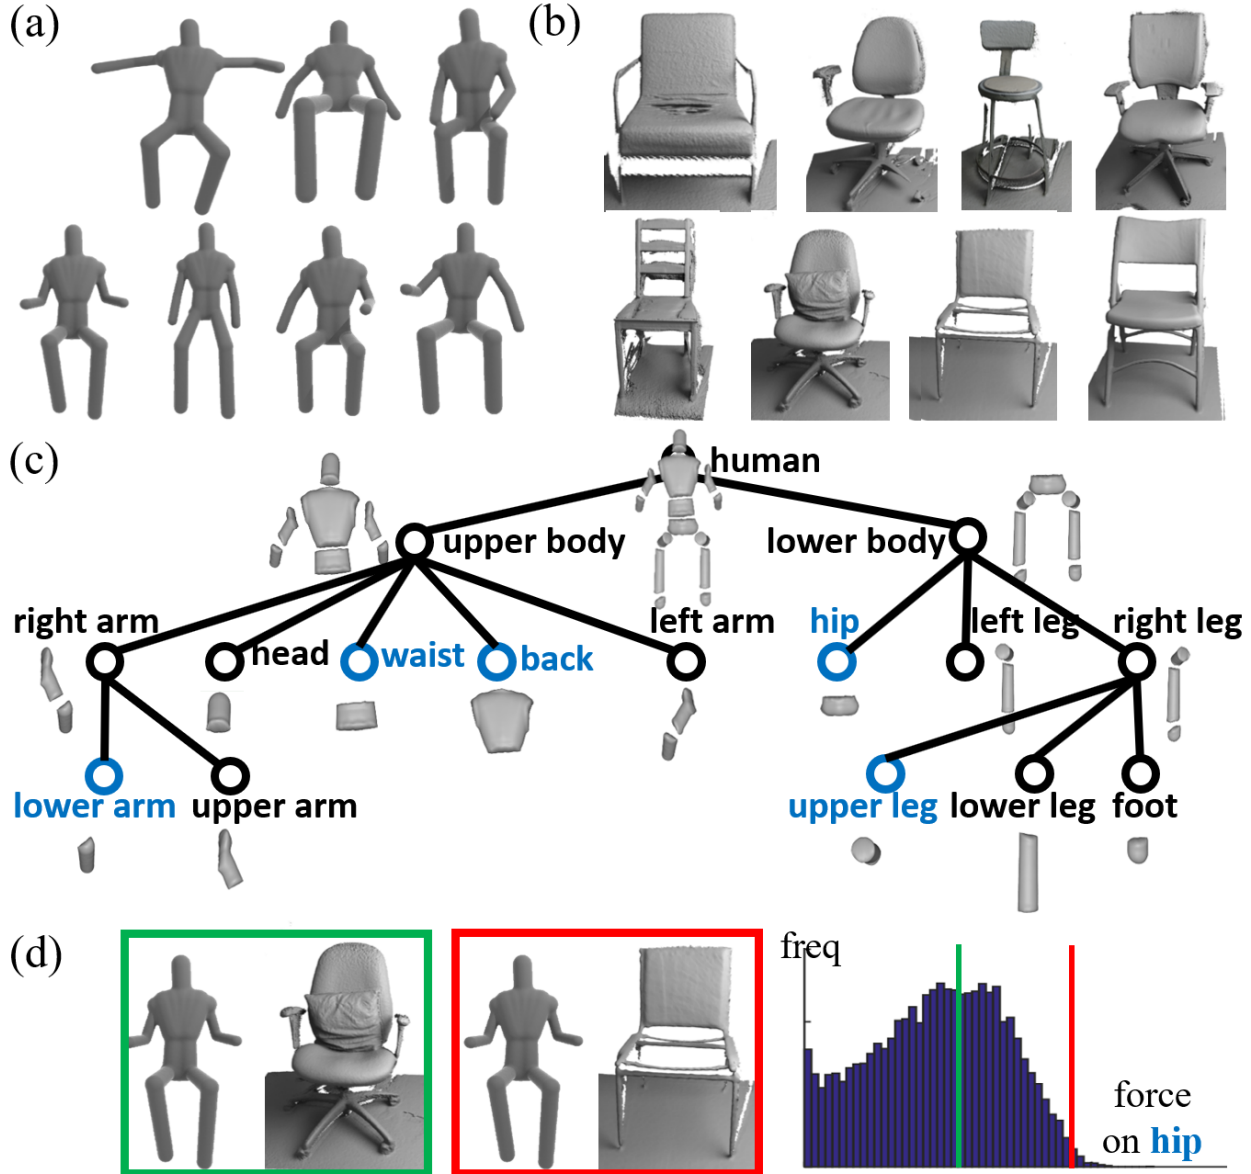 (a)
(b)
(c)
human
upper body
lower body
right arm
head
waist
back
left arm
hip
left leg
right leg
lower arm
upper arm
upper leg
lower leg
foot
(d)
freq
force
on hip